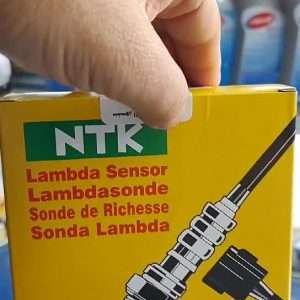 NTK
Lambda Sensor
Lambdasonde
Sonde de Richesse
Sonda Lambda